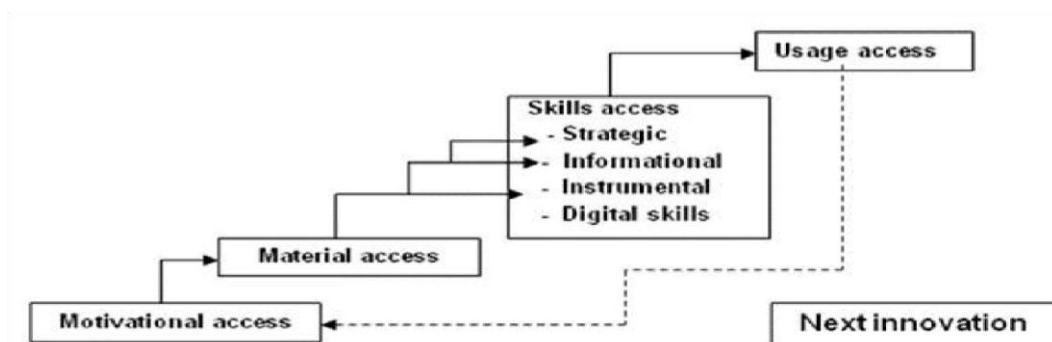 Usage access
Skills access
- Strategic
- Informational
- Instrumental
- Digital skills
Material access
Motivational access
Next innovation